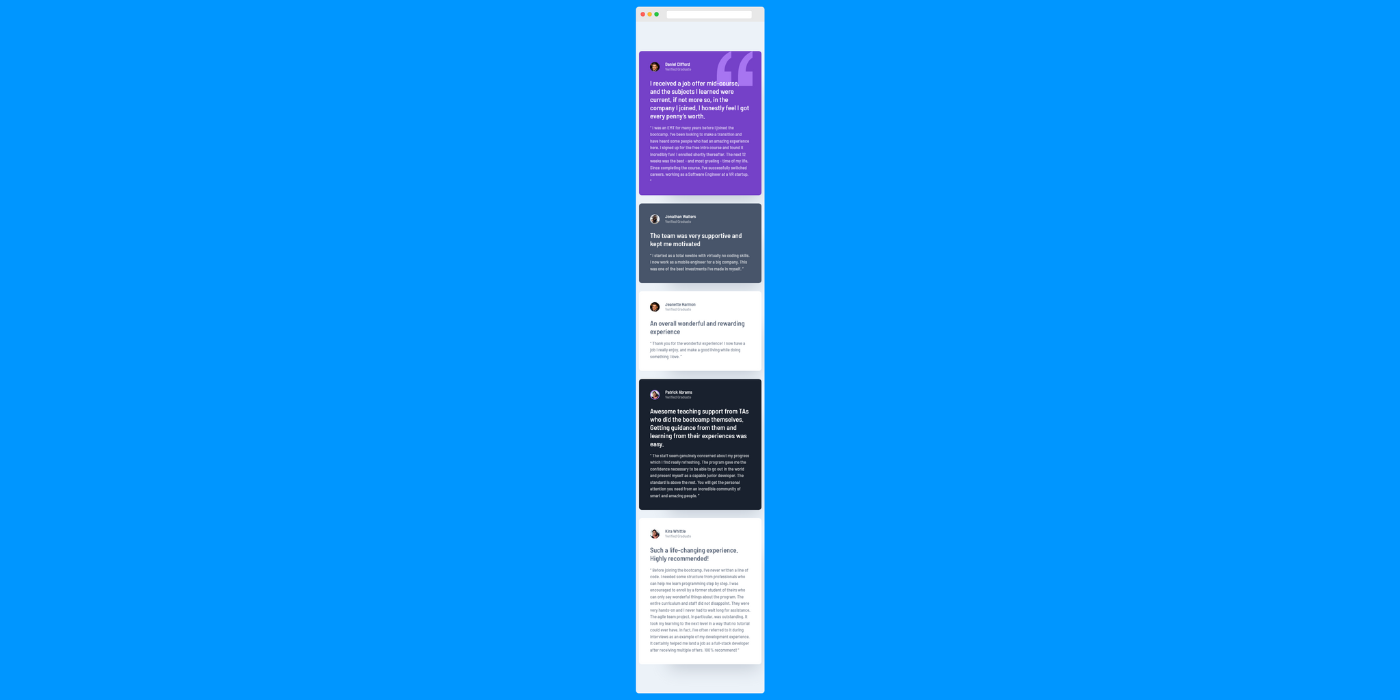 Daniel Clifford
Verified Graduate
I received a job offer mid-course,
and the subjects I learned were
current, if not more so, in the
company I joined. I honestly feel I got
every penny's worth.
" I was an EMT for many years before I joined the
bootcamp. I've been looking to make a transition and
have heard some people who had an amazing experience
here. I signed up for the free intro course and found it
incredibly fun! I enrolled shortly thereafter. The next 12
weeks was the best - and most grueling - time of my life.
Since completing the course, I've successfully switched
careers, working as a Software Engineer at a VR startup.
"
Jonathan Walters
Verified Graduate
The team was very supportive and
kept me motivated
" I started as a total newbie with virtually no coding skills.
I now work as a mobile engineer for a big company. This
was one of the best investments I've made in myself. "
Jeanette Harmon
Verified Graduate
An overall wonderful and rewarding
experience
" Thank you for the wonderful experience! I now have a
job I really enjoy, and make a good living while doing
something I love. "
Patrick Abrams
Verified Graduate
Awesome teaching support from TAs
who did the bootcamp themselves.
Getting guidance from them and
learning from their experiences was
easy.
" The staff seem genuinely concerned about my progress
which I find really refreshing. The program gave me the
confidence necessary to be able to go out in the world
and present myself as a capable junior developer. The
standard is above the rest. You will get the personal
attention you need from an incredible community of
smart and amazing people. "
Kira Whittle
Verified Graduate
Such a life-changing experience.
Highly recommended!
" Before joining the bootcamp, I've never written a line of
code. I needed some structure from professionals who
can help me learn programming step by step. I was
encouraged to enroll by a former student of theirs who
can only say wonderful things about the program. The
entire curriculum and staff did not disappoint. They were
very hands-on and I never had to wait long for assistance.
The agile team project, in particular, was outstanding. It
took my learning to the next level in a way that no tutorial
could ever have. In fact, I've often referred to it during
interviews as an example of my development experience.
It certainly helped me land a job as a full-stack developer
after receiving multiple offers. 100% recommend! "